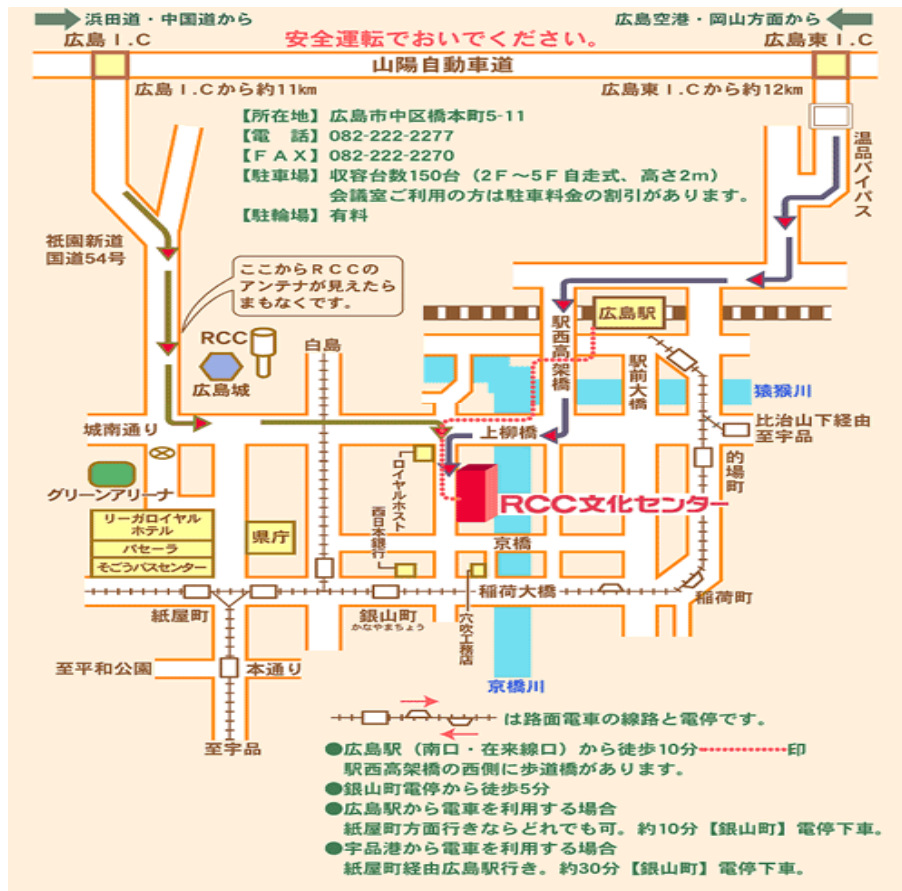 浜田道・中国道から
広島空港・岡山方面から
広島Ｉ.Ｃ
安全運転でおいでください。
広島東Ｉ.Ｃ
山陽自動車道
広島Ｉ.Ｃから約11km
広島東Ｉ.Ｃから約12km
【所在地】広島市中区橋本町5-11
【電　話】082-222-2277
【ＦＡＸ】082-222-2270
【駐車場】収容台数150台（2Ｆ〜5Ｆ自走式、高さ2ｍ）
会議室ご利用の方は駐車料金の割引があります。
【駐輪場】有料
温品バイパス
祇園新道
国道54号
ここからＲＣＣの
アンテナが見えたら
まもなくです。
広島駅
RCC
広島城
白島
駅西高架橋
駅前大橋
猿猴川
城南通り
上柳橋
比治山下経由
至宇品
的場町
グリーンアリーナ
ロイヤルホスト
RCC文化センター
リーガロイヤル
ホテル
パセーラ
そごうバスセンター
県庁
西日本銀行
京橋
紙屋町
銀山町
かなやまちょう
穴吹工務店
稲荷大橋
稲荷町
至平和公園
本通り
京橋川
至宇品
は路面電車の線路と電停です。
●広島駅（南口・在来線口）から徒歩10分 印
駅西高架橋の西側に歩道橋があります。
●銀山町電停から徒歩5分
●広島駅から電車を利用する場合
紙屋町方面行きならどれでも可。約10分【銀山町】電停下車。
●宇品港から電車を利用する場合
紙屋町経由広島駅行き。約30分【銀山町】電停下車。